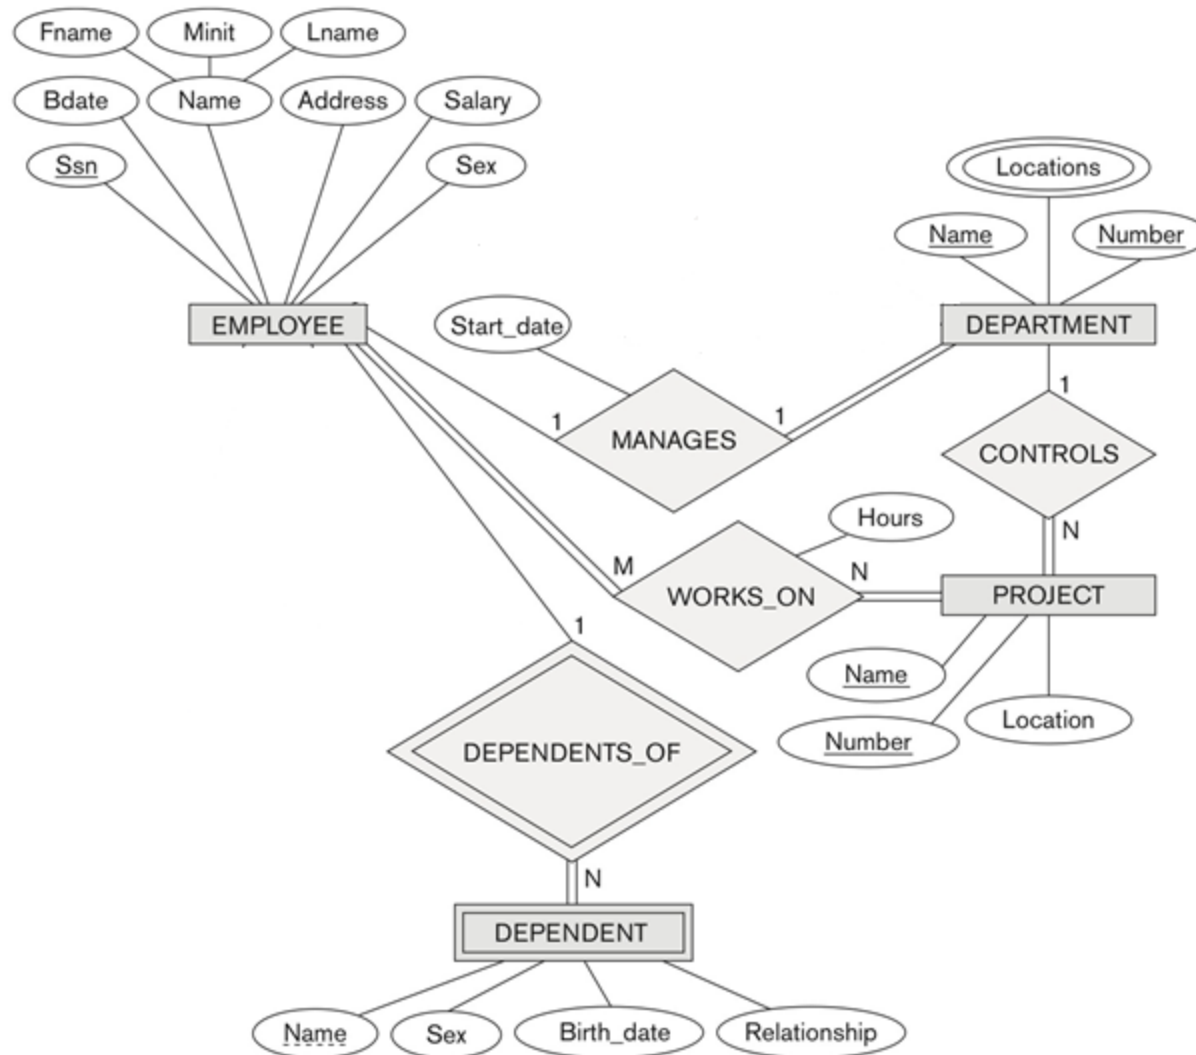 Fname
Minit
Lname
Bdate
Name
Address
Salary
Ssn
Sex
Locations
Name
Number
EMPLOYEE
Start_date
DEPARTMENT
1
MANAGES
1
1
CONTROLS
N
Hours
M
WORKS_ON
N
PROJECT
Name
Number
Location
1
DEPENDENTS_OF
N
DEPENDENT
Name
Sex
Birth_date
Relationship